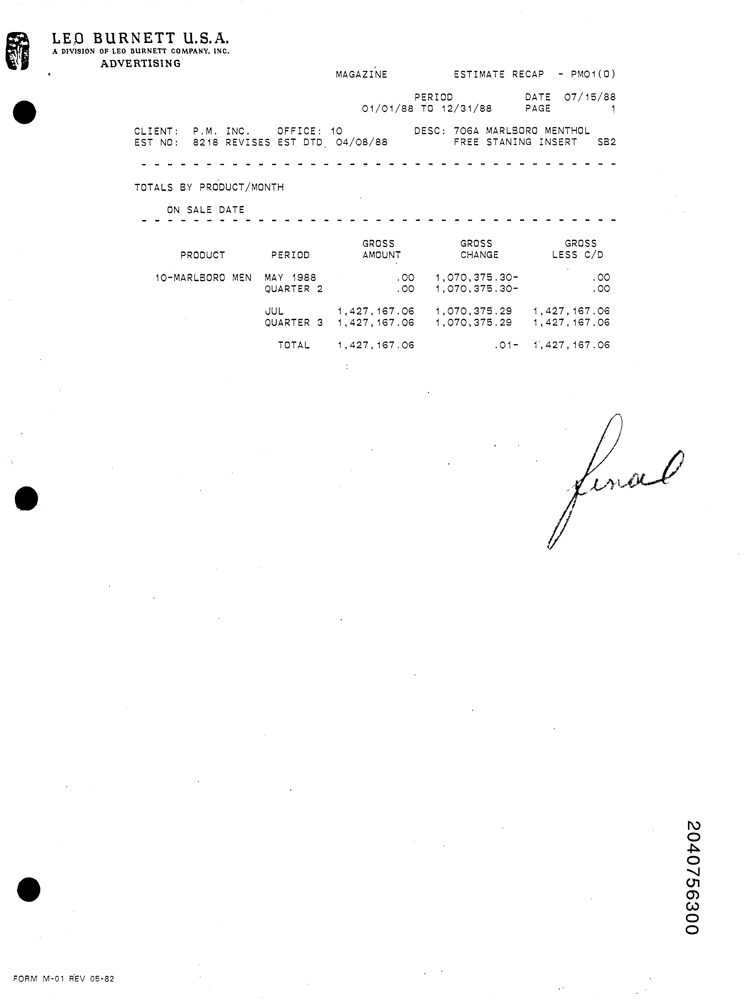 LEO BURNETT U.S.A.
A DIVISION OF LEO BURNETT COMPANY, INC.
ADVERTISING
MAGAZINE ESTIMATE RECAP - PM01(0)
PERIOD DATE 07/15/88
01/01/88 TO 12/31/88 PAGE 1
CLIENT: P.M. INC. OFFICE: 10 DESC: 706A MARLBORO MENTHOL
EST NO: 8218 REVISES EST DTD 04/08/88 FREE STANING INSERT SB2
- - - - - - - - - - - - - - - - - - - - - - - - - - - - - - - - - - - - -
TOTALS BY PRODUCT/MONTH
ON SALE DATE
- - - - - - - - - - - - - - - - - - - - - - - - - - - - - - - - - - - - -
GROSS GROSS GROSS
PRODUCT PERIOD AMOUNT CHANGE LESS C/D
10-MARLBORO MEN MAY 1988 .00 1,070,375.30- .00
QUARTER 2 .00 1,070,375.30- .00
JUL 1,427,167.06 1,070,375.29 1,427,167.06
QUARTER 3 1,427,167.06 1,070,375.29 1,427,167.06
TOTAL 1,427,167.06 .01- 1,427,167.06
final
2040756300
FORM M-01 REV 05-82